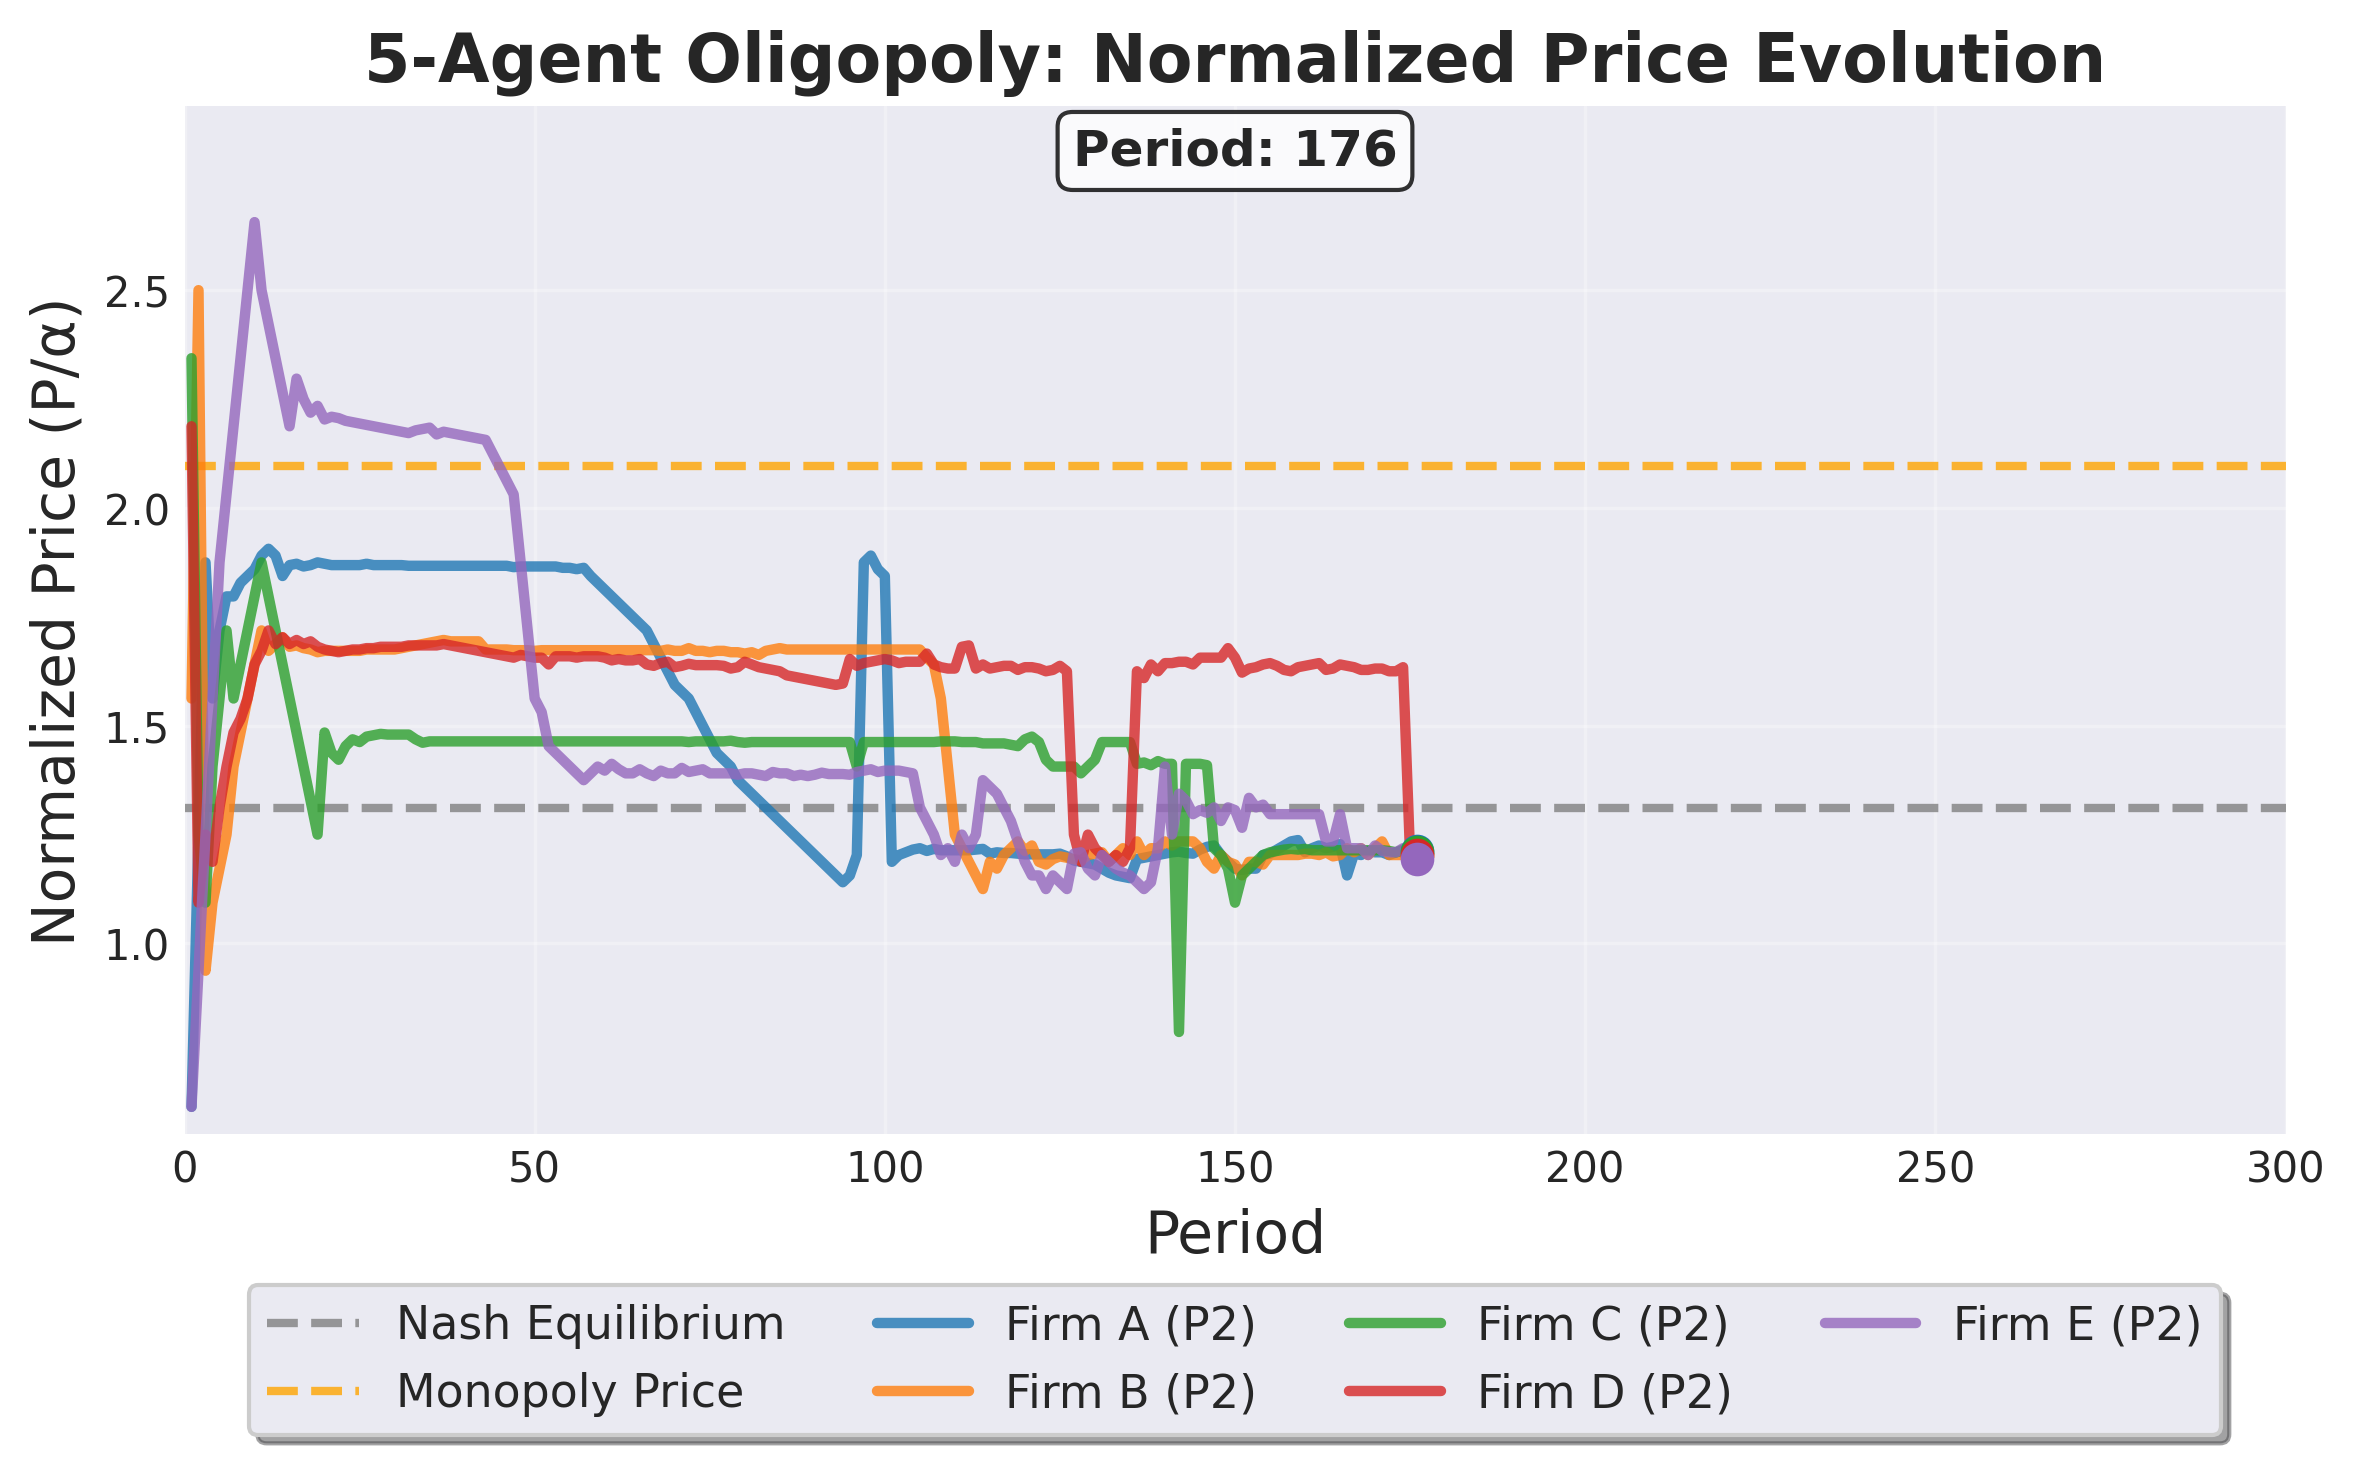 5-Agent Oligopoly: Normalized Price Evolution
Period: 176
Normalized Price (P/α)
2.5
2.0
1.5
1.0
0
50
100
150
200
250
300
Period
Nash Equilibrium
Monopoly Price
Firm A (P2)
Firm B (P2)
Firm C (P2)
Firm D (P2)
Firm E (P2)